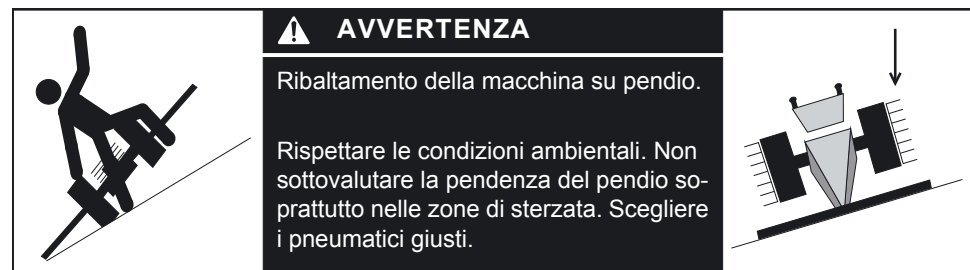 AVVERTENZA
Ribaltamento della macchina su pendio.
Rispettare le condizioni ambientali. Non
sottovalutare la pendenza del pendio so-
prattutto nelle zone di sterzata. Scegliere
i pneumatici giusti.